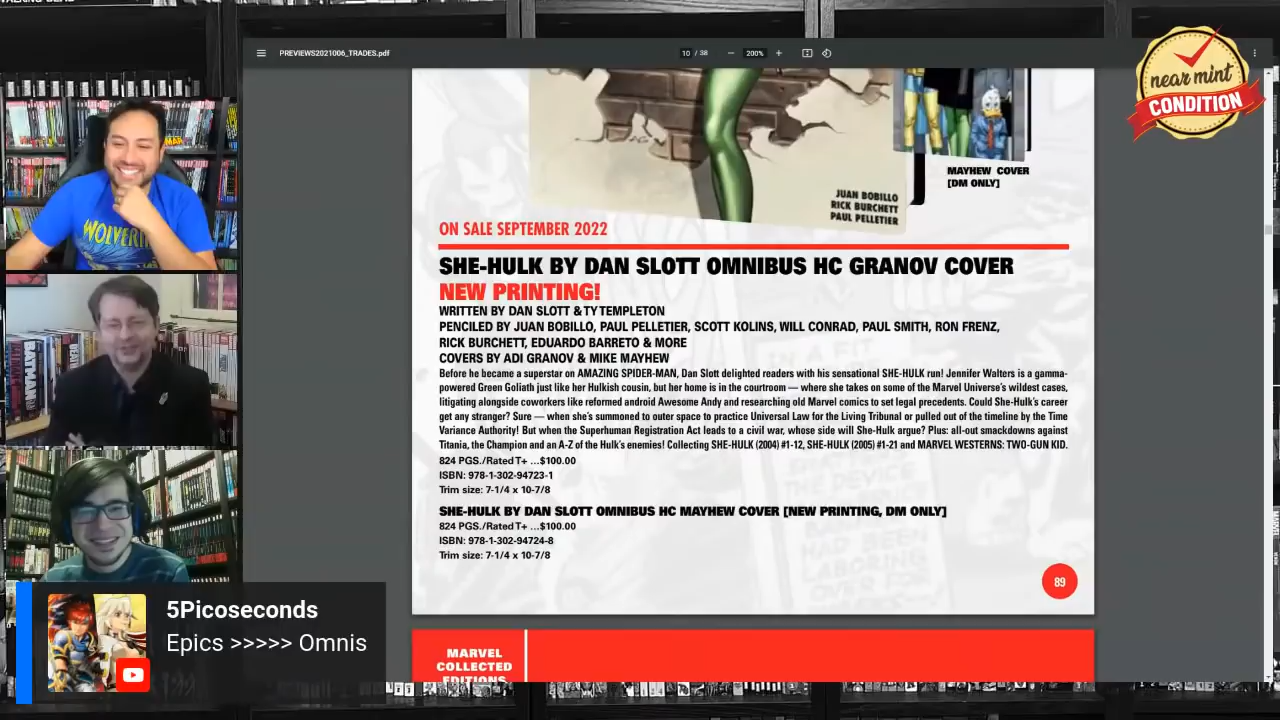 PREVIEWS2021006_TRADES.pdf
10 / 38
200%
near mint
CONDITION
MAYHEW COVER
[DM ONLY]
JUAN BOBILLO
RICK BURCHETT
PAUL PELLETIER
ON SALE SEPTEMBER 2022
SHE-HULK BY DAN SLOTT OMNIBUS HC GRANOV COVER
NEW PRINTING!
WRITTEN BY DAN SLOTT & TY TEMPLETON
PENCILED BY JUAN BOBILLO, PAUL PELLETIER, SCOTT KOLINS, WILL CONRAD, PAUL SMITH, RON FRENZ,
RICK BURCHETT, EDUARDO BARRETO & MORE
COVERS BY ADI GRANOV & MIKE MAYHEW
Before he became a superstar on AMAZING SPIDER-MAN, Dan Slott delighted readers with his sensational SHE-HULK run! Jennifer Walters is a gamma-
powered Green Goliath just like her Hulkish cousin, but her home is in the courtroom — where she takes on some of the Marvel Universe's wildest cases,
litigating alongside coworkers like reformed android Awesome Andy and researching old Marvel comics to set legal precedents. Could She-Hulk's career
get any stranger? Sure — when she's summoned to outer space to practice Universal Law for the Living Tribunal or pulled out of the timeline by the Time
Variance Authority! But when the Superhuman Registration Act leads to a civil war, whose side will She-Hulk argue? Plus: all-out smackdowns against
Titania, the Champion and an A-Z of the Hulk's enemies! Collecting SHE-HULK (2004) #1-12, SHE-HULK (2005) #1-21 and MARVEL WESTERNS: TWO-GUN KID.
824 PGS./Rated T+ ...$100.00
ISBN: 978-1-302-94723-1
Trim size: 7-1/4 x 10-7/8
SHE-HULK BY DAN SLOTT OMNIBUS HC MAYHEW COVER [NEW PRINTING, DM ONLY]
824 PGS./Rated T+ ...$100.00
ISBN: 978-1-302-94724-8
Trim size: 7-1/4 x 10-7/8
89
MARVEL
COLLECTED
EDITIONS
WOLVERIN
BATMAN
5Picoseconds
Epics >>>>> Omnis